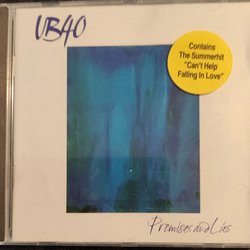 UB40
Contains
The Summerhit
"Can't Help
Falling In Love"
Promises and Lies